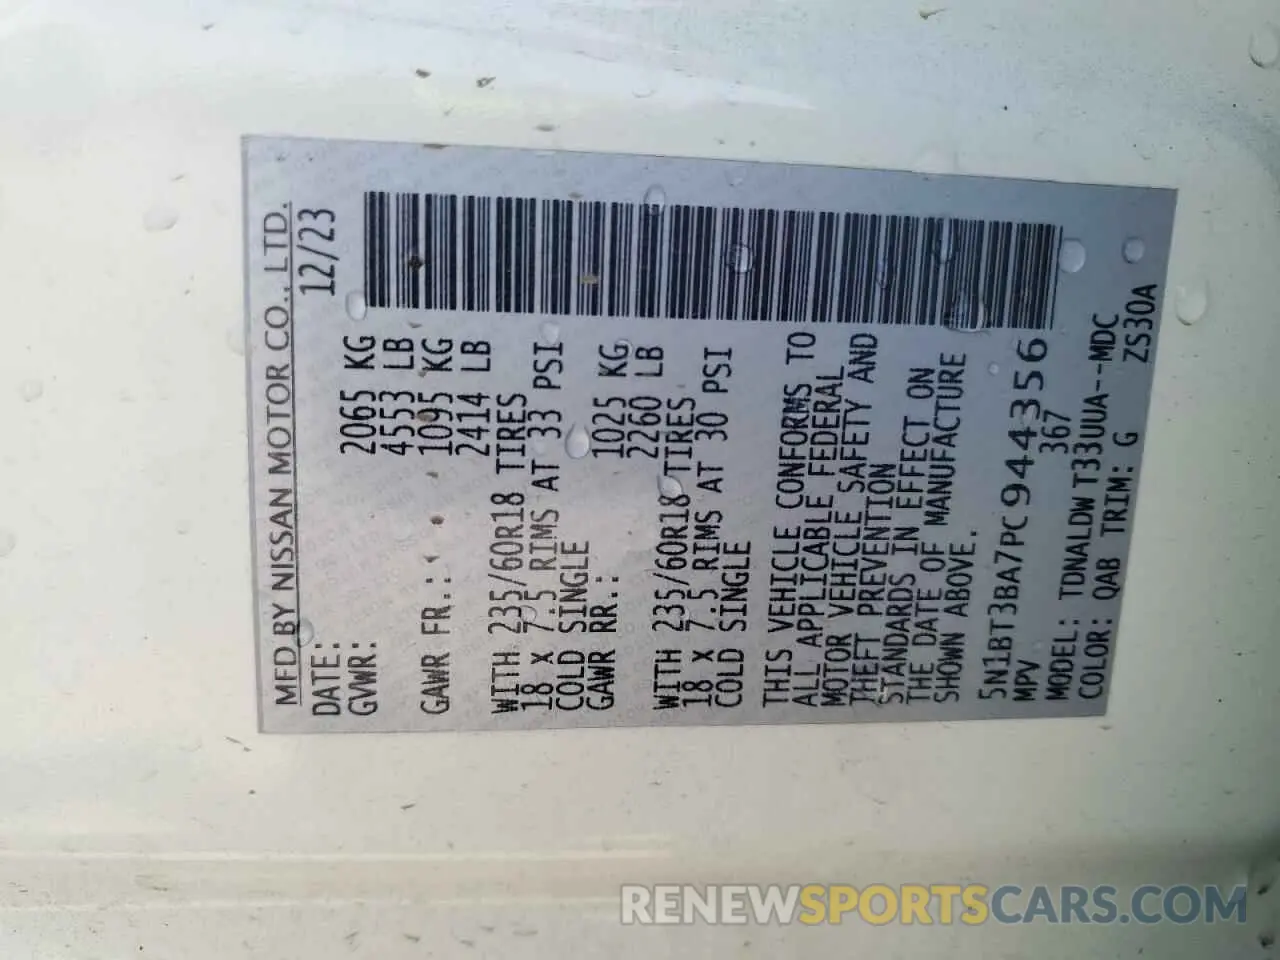 MFD BY NISSAN MOTOR CO., LTD.
DATE: 12/23
GVWR: 2065 KG
4553 LB
GAWR FR.: 1095 KG
2414 LB
WITH 235/60R18 TIRES
18 x 7.5 RIMS AT 33 PSI
COLD SINGLE
GAWR RR: 1025 KG
2260 LB
WITH 235/60R18 TIRES
18 x 7.5 RIMS AT 30 PSI
COLD SINGLE
THIS VEHICLE CONFORMS TO
ALL APPLICABLE FEDERAL
MOTOR VEHICLE SAFETY AND
THEFT PREVENTION
STANDARDS IN EFFECT ON
THE DATE OF MANUFACTURE
SHOWN ABOVE.
5N1BT3BA7PC944356
MPV 367
MODEL: TDNALDW T33UUA--MDC
COLOR: QAB TRIM: G ZS30A
RENEWSPORTSCARS.COM